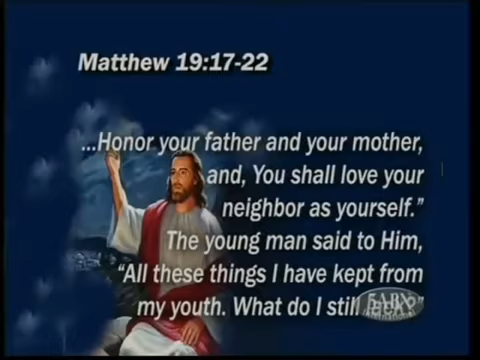 Matthew 19:17-22
...Honor your father and your mother,
and, You shall love your
neighbor as yourself."
The young man said to Him,
"All these things I have kept from
my youth. What do I still